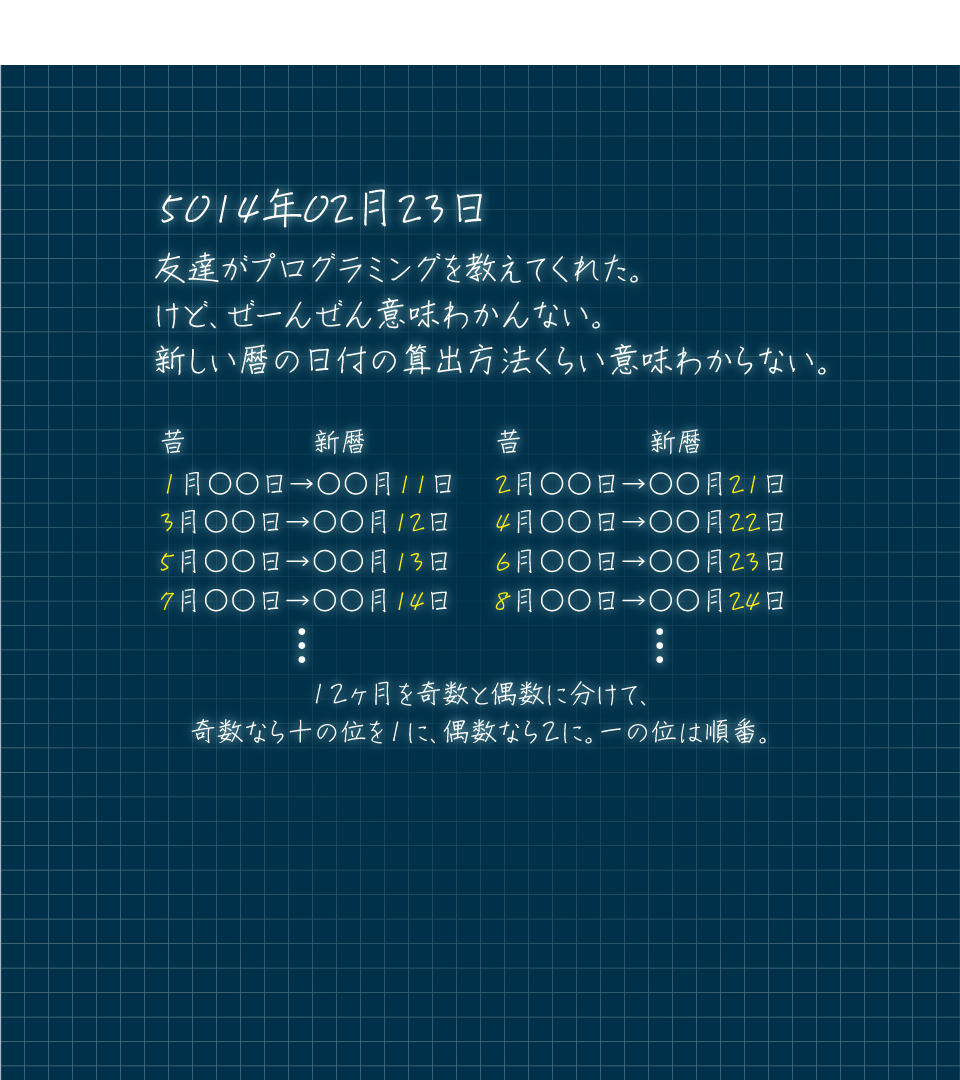 5014年02月23日
友達がプログラミングを教えてくれた。
けど、ぜーんぜん意味わかんない。
新しい暦の日付の算出方法くらい意味わからない。
昔 新暦 昔 新暦
1月〇〇日→〇〇月11日 2月〇〇日→〇〇月21日
3月〇〇日→〇〇月12日 4月〇〇日→〇〇月22日
5月〇〇日→〇〇月13日 6月〇〇日→〇〇月23日
7月〇〇日→〇〇月14日 8月〇〇日→〇〇月24日
⋮ ⋮
12ヶ月を奇数と偶数に分けて、
奇数なら十の位を1に、偶数なら2に。一の位は順番。